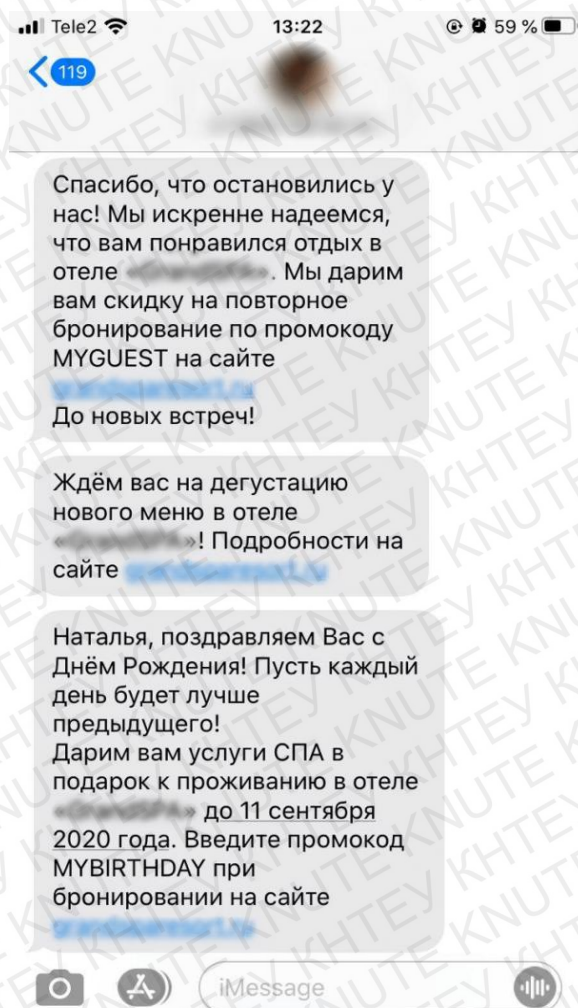 Tele2
13:22
59 %
119
Спасибо, что остановились у
нас! Мы искренне надеемся,
что вам понравился отдых в
отеле . Мы дарим
вам скидку на повторное
бронирование по промокоду
MYGUEST на сайте
До новых встреч!
Ждём вас на дегустацию
нового меню в отеле
! Подробности на
сайте
Наталья, поздравляем Вас с
Днём Рождения! Пусть каждый
день будет лучше
предыдущего!
Дарим вам услуги СПА в
подарок к проживанию в отеле
до 11 сентября
2020 года. Введите промокод
MYBIRTHDAY при
бронировании на сайте
iMessage
KNUTE КНТЕУ